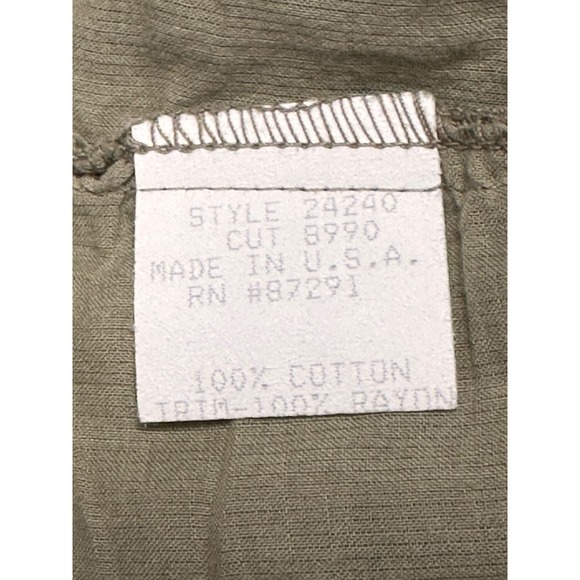 STYLE 24240
CUT 8990
MADE IN U.S.A.
RN #87291
100% COTTON
TRIM-100% RAYON